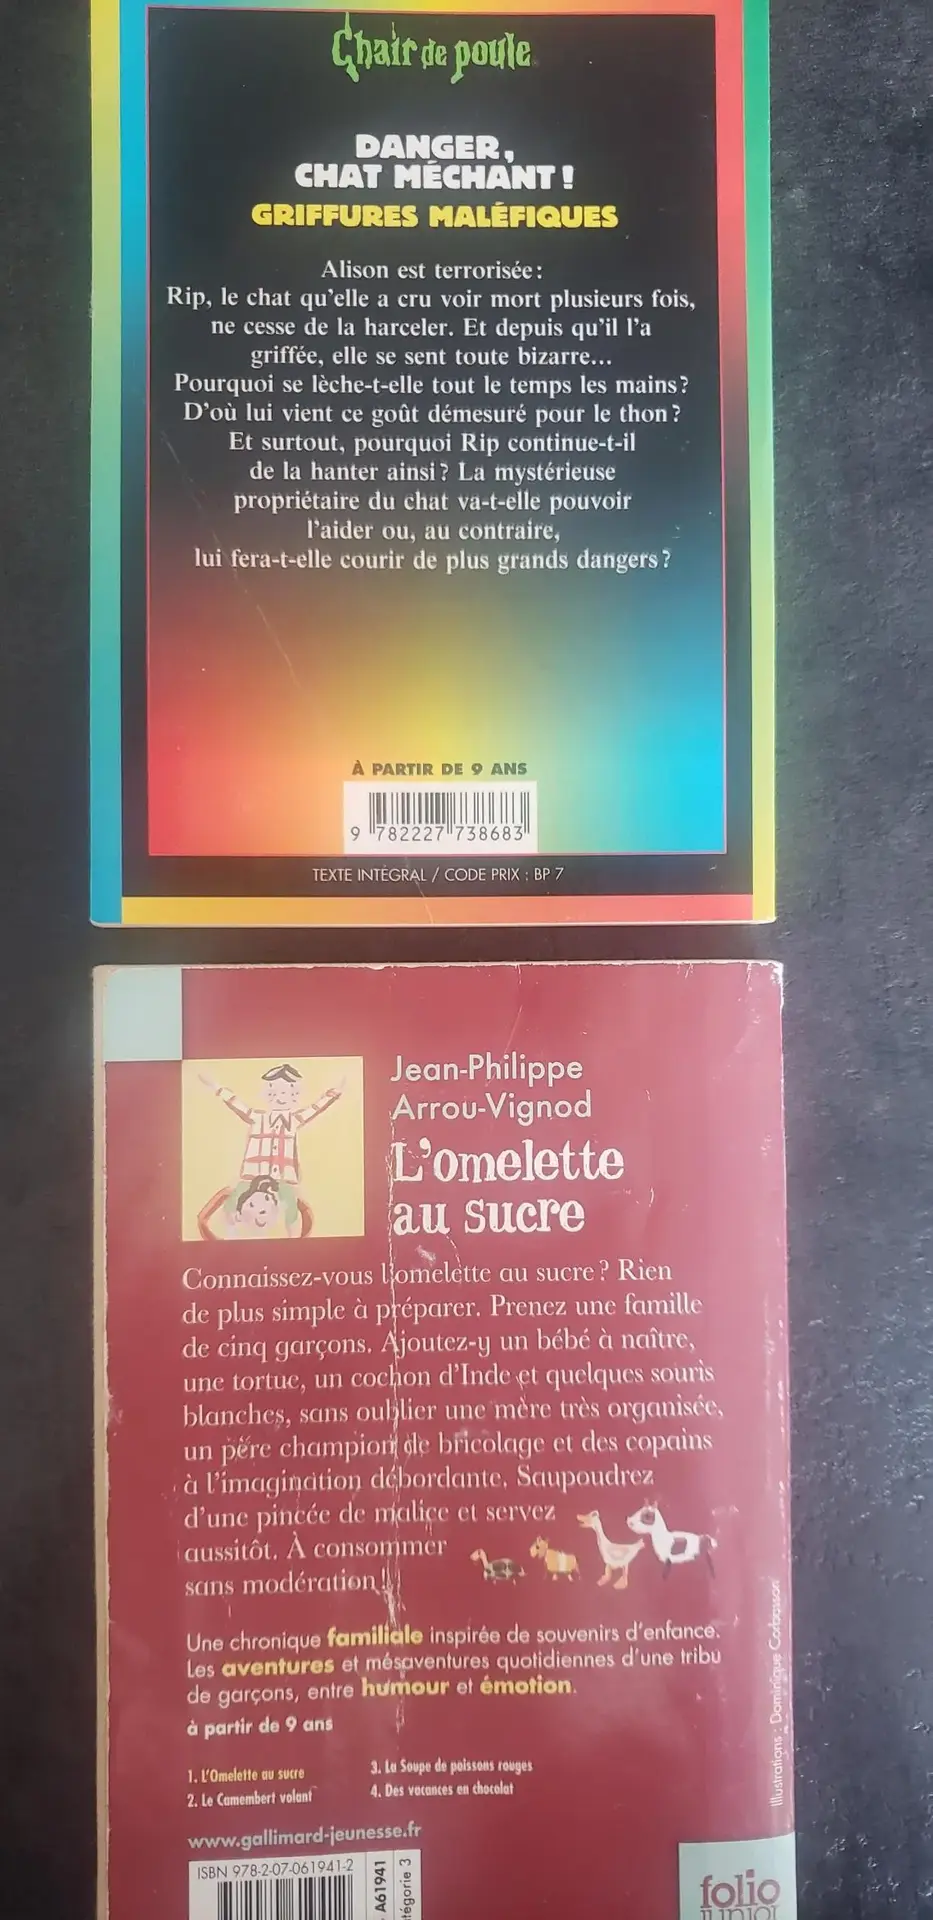 Chair de poule
DANGER,
CHAT MÉCHANT !
GRIFFURES MALÉFIQUES
Alison est terrorisée :
Rip, le chat qu'elle a cru voir mort plusieurs fois,
ne cesse de la harceler. Et depuis qu'il l'a
griffée, elle se sent toute bizarre...
Pourquoi se lèche-t-elle tout le temps les mains ?
D'où lui vient ce goût démesuré pour le thon ?
Et surtout, pourquoi Rip continue-t-il
de la hanter ainsi ? La mystérieuse
propriétaire du chat va-t-elle pouvoir
l'aider ou, au contraire,
lui fera-t-elle courir de plus grands dangers ?
À PARTIR DE 9 ANS
9 782227 738683
TEXTE INTÉGRAL / CODE PRIX : BP 7
Jean-Philippe
Arrou-Vignod
L'omelette
au sucre
Connaissez-vous l'omelette au sucre ? Rien
de plus simple à préparer. Prenez une famille
de cinq garçons. Ajoutez-y un bébé à naître,
une tortue, un cochon d'Inde et quelques souris
blanches, sans oublier une mère très organisée,
un père champion de bricolage et des copains
à l'imagination débordante. Saupoudrez
d'une pincée de malice et servez
aussitôt. À consommer
sans modération !
Une chronique familiale inspirée de souvenirs d'enfance.
Les aventures et mésaventures quotidiennes d'une tribu
de garçons, entre humour et émotion.
à partir de 9 ans
1. L'Omelette au sucre
2. Le Camembert volant
3. La Soupe de poissons rouges
4. Des vacances en chocolat
www.gallimard-jeunesse.fr
ISBN 978-2-07-061941-2
A61941
catégorie 3
Illustrations : Dominique Corbasson
folio
JUNIOR